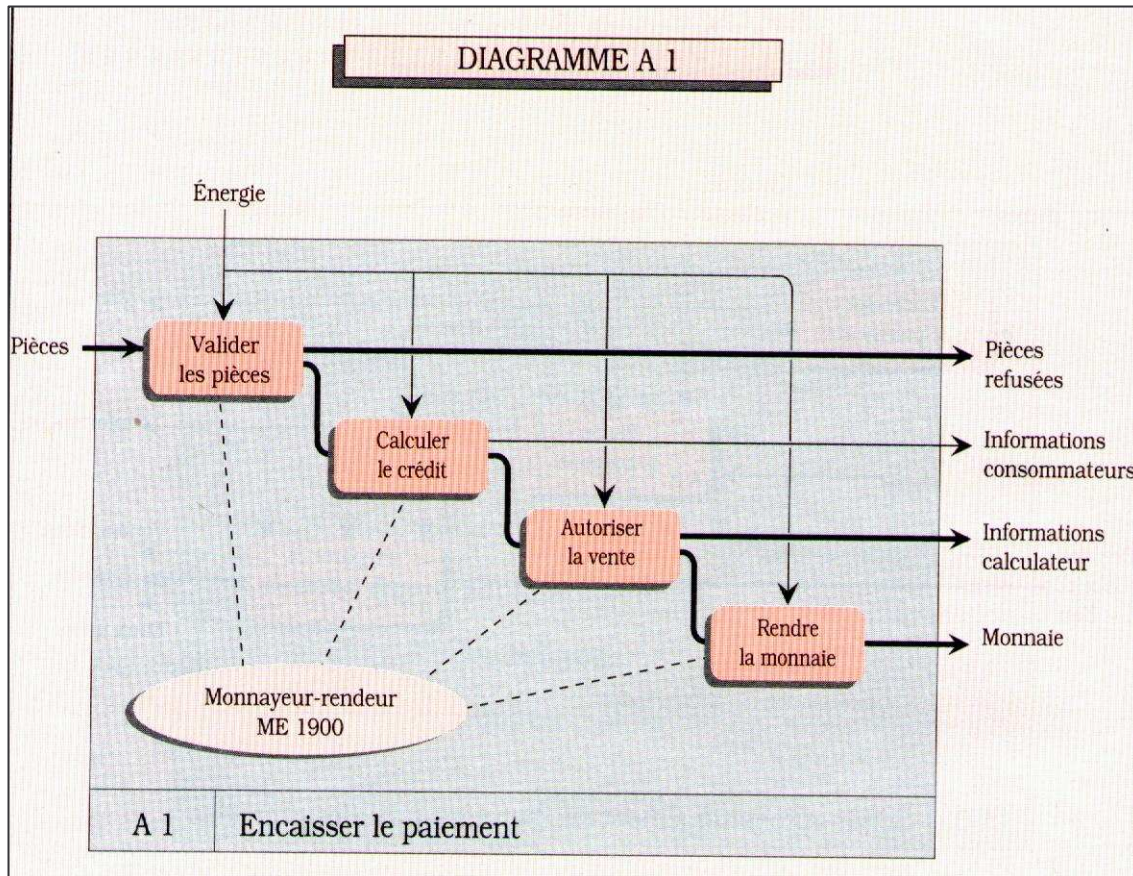 DIAGRAMME A 1
Énergie
Pièces
Valider
les pièces
Pièces
refusées
Calculer
le crédit
Informations
consommateurs
Autoriser
la vente
Informations
calculateur
Rendre
la monnaie
Monnaie
Monnayeur-rendeur
ME 1900
A 1
Encaisser le paiement